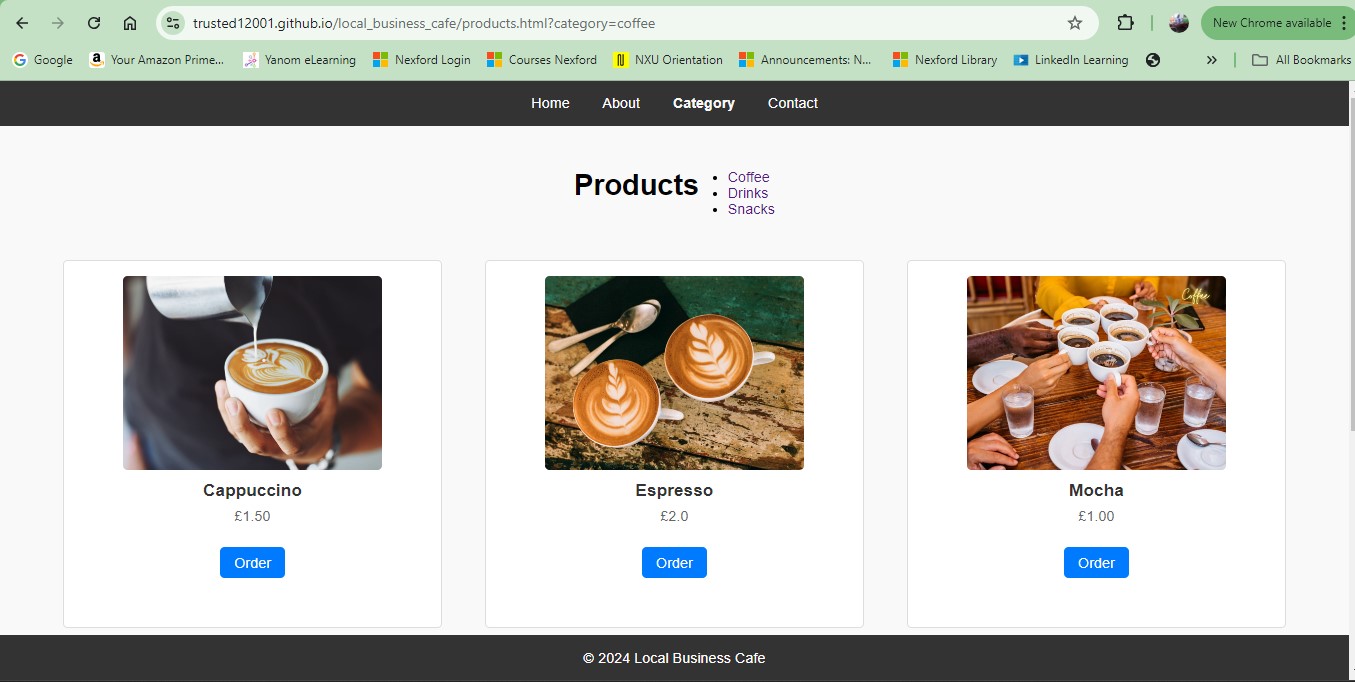 trusted12001.github.io/local_business_cafe/products.html?category=coffee
New Chrome available
Google Your Amazon Prime... Yanom eLearning Nexford Login Courses Nexford NXU Orientation Announcements: N... Nexford Library LinkedIn Learning » All Bookmarks
Home About Category Contact
Products
Coffee
Drinks
Snacks
Coffee
Cappuccino
£1.50
Order
Espresso
£2.0
Order
Mocha
£1.00
Order
© 2024 Local Business Cafe